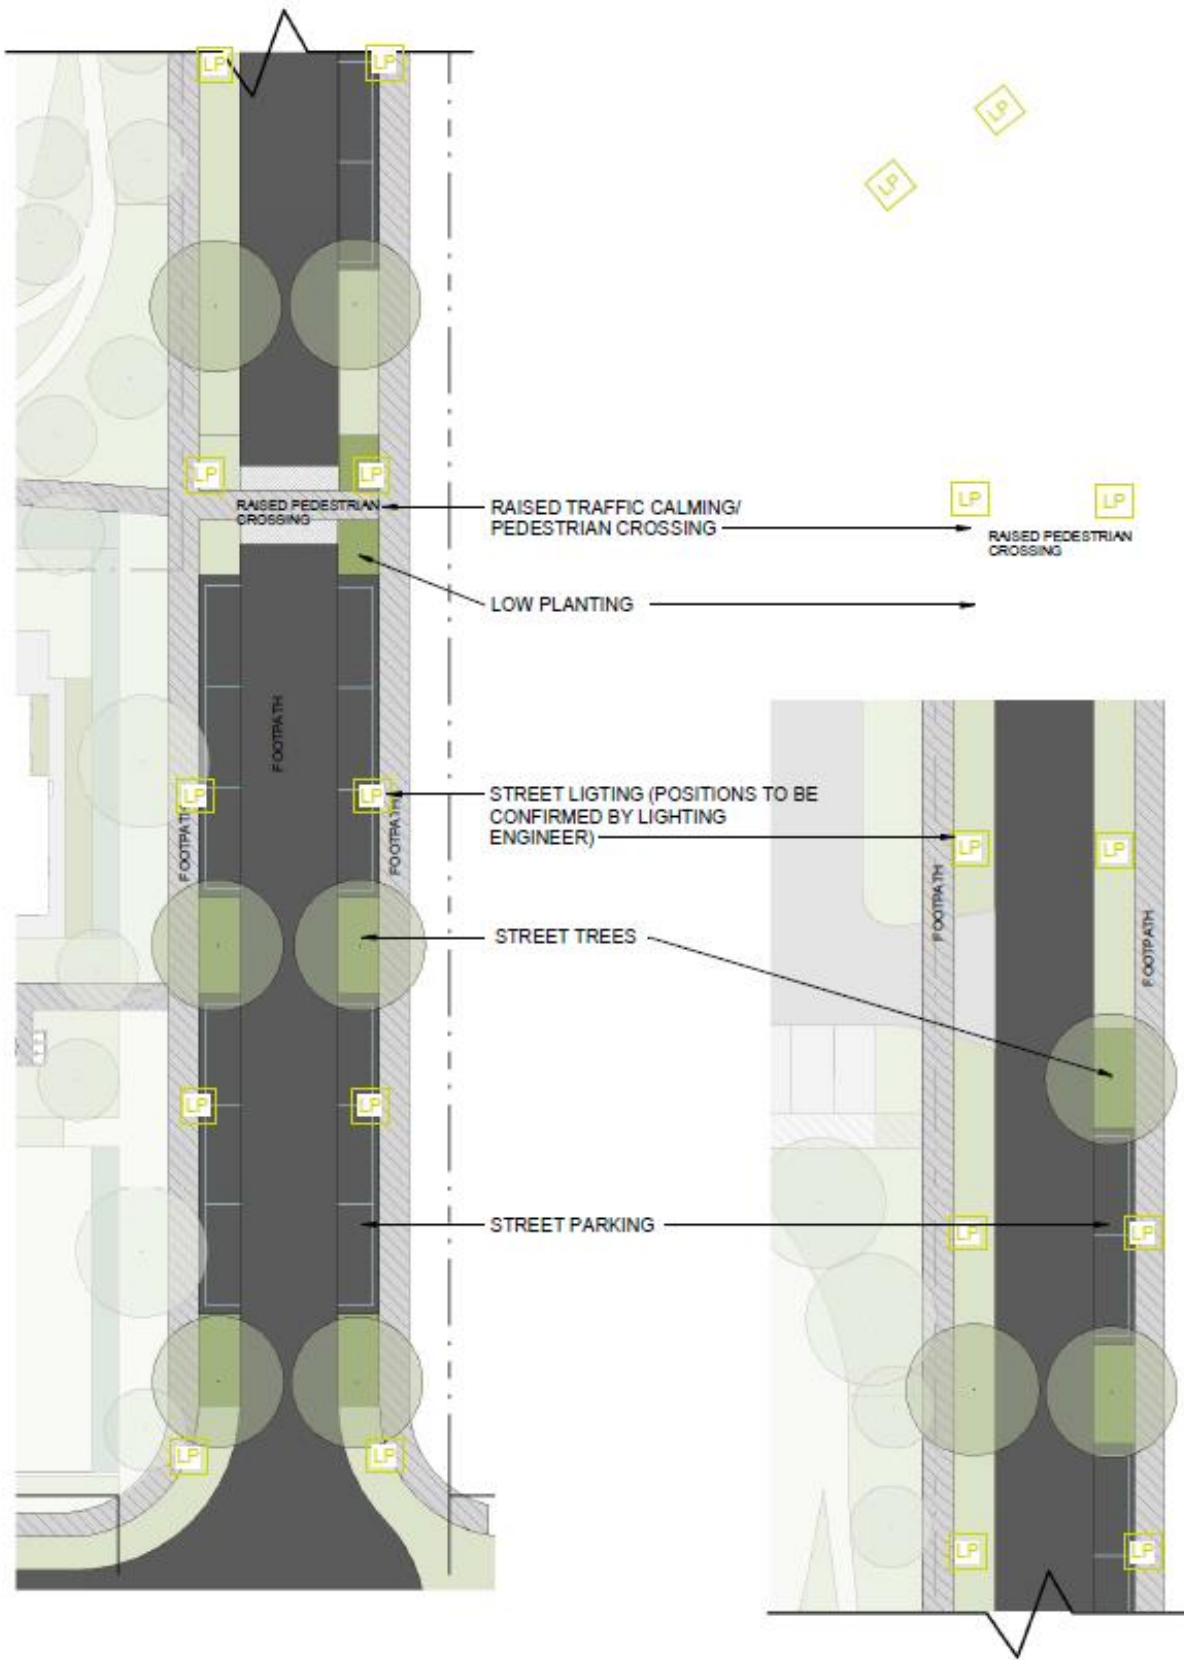 LP
LP
LP
LP
LP
LP
RAISED PEDESTRIAN
CROSSING
RAISED TRAFFIC CALMING/
PEDESTRIAN CROSSING
LP
LP
RAISED PEDESTRIAN
CROSSING
LOW PLANTING
FOOTPATH
LP
LP
FOOTPATH
FOOTPATH
STREET LIGTING (POSITIONS TO BE
CONFIRMED BY LIGHTING
ENGINEER)
LP
LP
FOOTPATH
FOOTPATH
STREET TREES
LP
LP
STREET PARKING
LP
LP
LP
LP
LP
LP